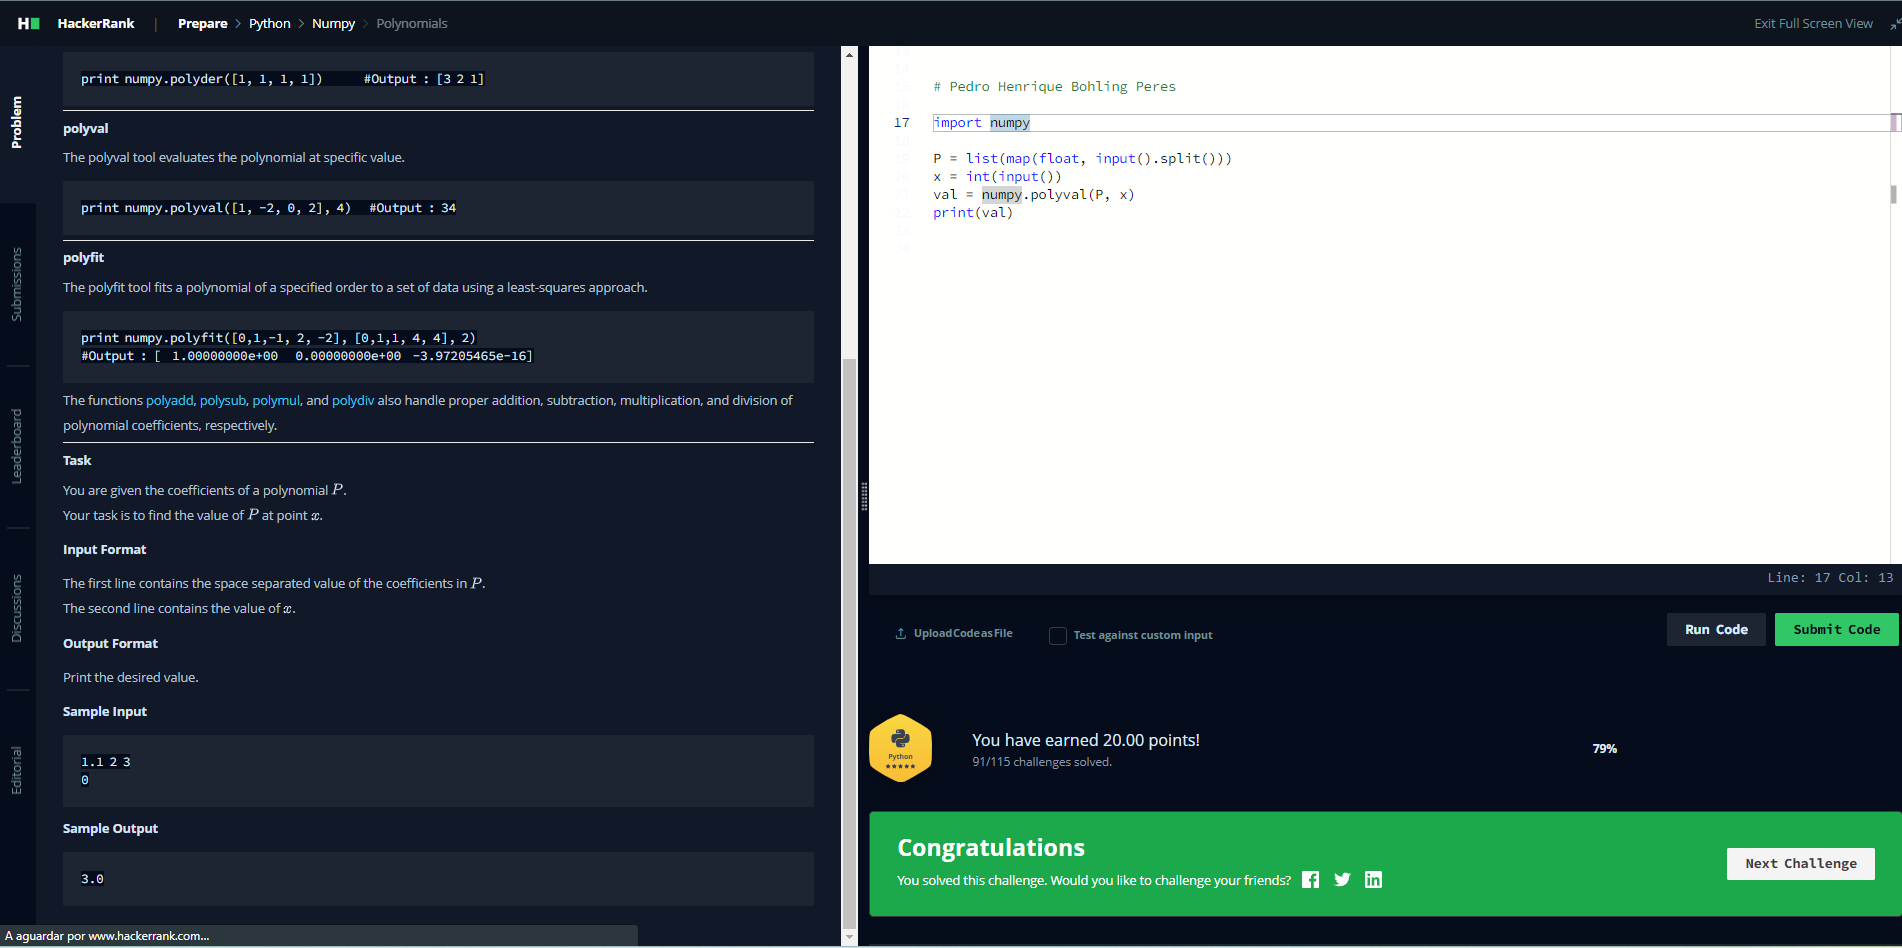 HackerRank | Prepare > Python > Numpy > Polynomials
Exit Full Screen View
Problem
Submissions
Leaderboard
Discussions
Editorial
print numpy.polyder([1, 1, 1, 1])     #Output : [3 2 1]
polyval
The polyval tool evaluates the polynomial at specific value.
print numpy.polyval([1, -2, 0, 2], 4)  #Output : 34
polyfit
The polyfit tool fits a polynomial of a specified order to a set of data using a least-squares approach.
print numpy.polyfit([0,1,-1, 2, -2], [0,1,1, 4, 4], 2)
#Output : [  1.00000000e+00   0.00000000e+00  -3.97205465e-16]
The functions polyadd, polysub, polymul, and polydiv also handle proper addition, subtraction, multiplication, and division of
polynomial coefficients, respectively.
Task
You are given the coefficients of a polynomial P.
Your task is to find the value of P at point x.
Input Format
The first line contains the space separated value of the coefficients in P.
The second line contains the value of x.
Output Format
Print the desired value.
Sample Input
1.1 2 3
0
Sample Output
3.0
A aguardar por www.hackerrank.com...
14
15 # Pedro Henrique Bohling Peres
16
17 import numpy
18
19 P = list(map(float, input().split()))
20 x = int(input())
21 val = numpy.polyval(P, x)
22 print(val)
23
24
Line: 17 Col: 13
Upload Code as File
Test against custom input
Run Code
Submit Code
Python
You have earned 20.00 points!
91/115 challenges solved.
79%
Congratulations
You solved this challenge. Would you like to challenge your friends?
Next Challenge